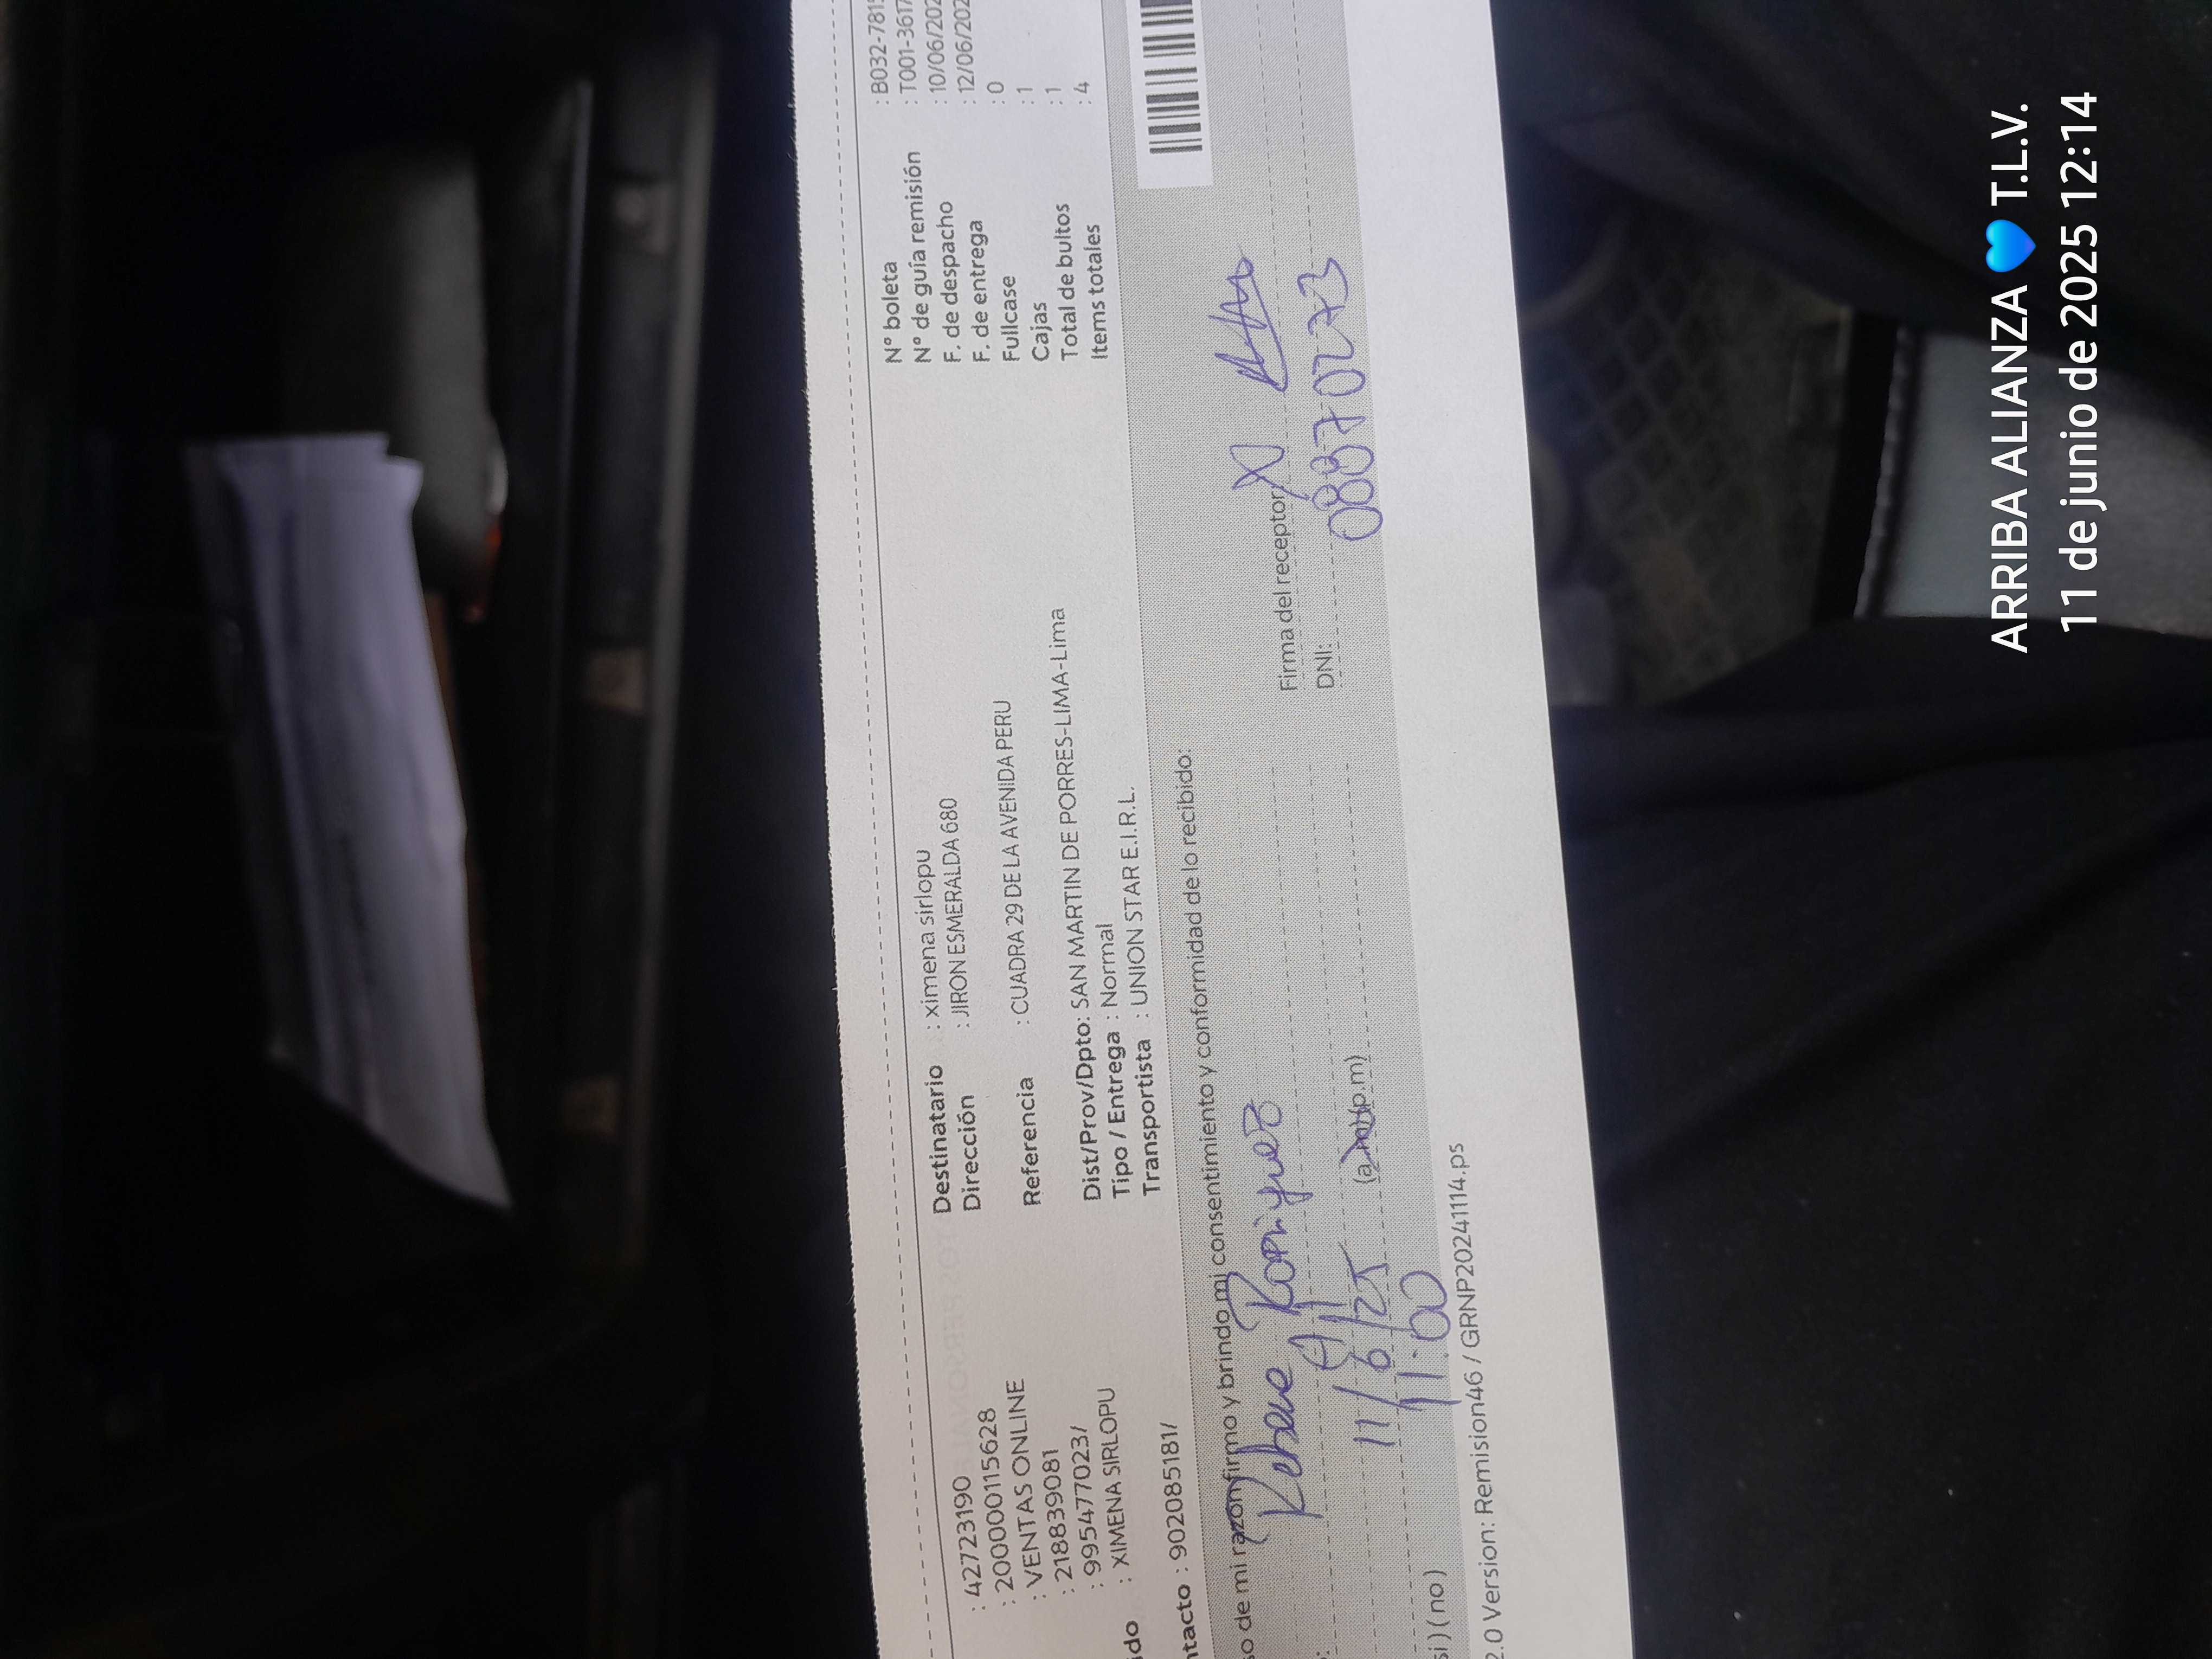 : 42723190
: 200000115628
: VENTAS ONLINE
: 218839081
: 995477023/
ido : XIMENA SIRLOPU
ntacto : 902085181/
Destinatario : ximena sirlopu
Dirección : JIRON ESMERALDA 680
Referencia : CUADRA 29 DE LA AVENIDA PERU
Dist/Prov/Dpto: SAN MARTIN DE PORRES-LIMA-Lima
Tipo / Entrega : Normal
Transportista : UNION STAR E.I.R.L.
N° boleta : B032-781
N° de guía remisión : T001-3617
F. de despacho : 10/06/202
F. de entrega : 12/06/202
Fullcase : 0
Cajas : 1
Total de bultos : 1
Items totales : 4
so de mi razón firmo y brindo mi consentimiento y conformidad de lo recibido:
11/6/25
11:00
(a.m) (p.m)
Firma del receptor X
DNI: 08870273
si) (no)
2.0 Version: Remision46 / GRNP20241114.ps
ARRIBA ALIANZA 💙 T.L.V.
11 de junio de 2025 12:14